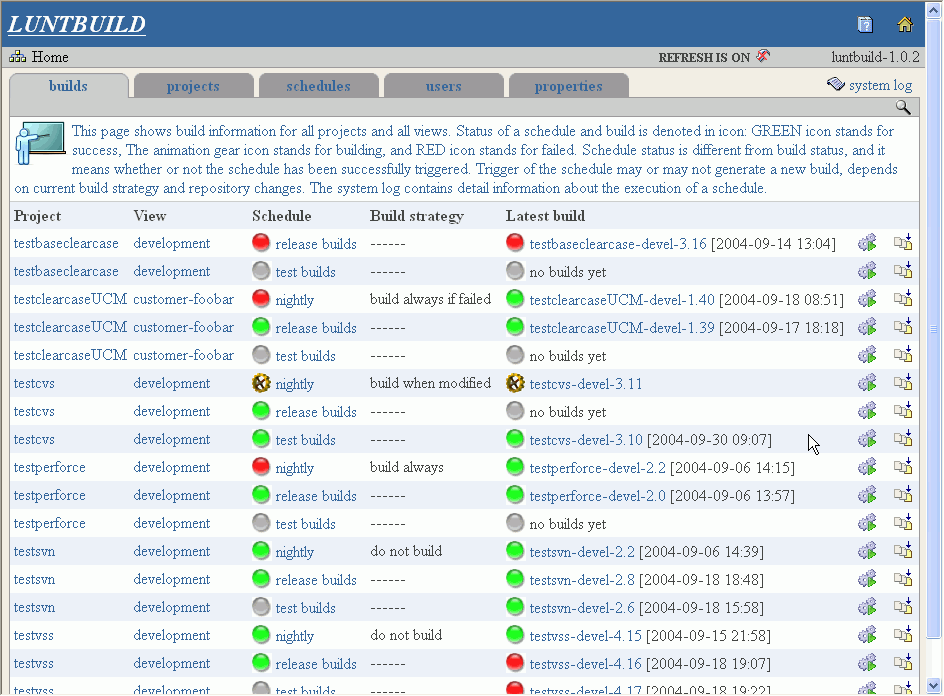 LUNTBUILD
Home REFRESH IS ON luntbuild-1.0.2
builds projects schedules users properties system log
This page shows build information for all projects and all views. Status of a schedule and build is denoted in icon: GREEN icon stands for
success, The animation gear icon stands for building, and RED icon stands for failed. Schedule status is different from build status, and it
means whether or not the schedule has been successfully triggered. Trigger of the schedule may or may not generate a new build, depends
on current build strategy and repository changes. The system log contains detail information about the execution of a schedule.
Project View Schedule Build strategy Latest build
testbaseclearcase development release builds ------ testbaseclearcase-devel-3.16 [2004-09-14 13:04]
testbaseclearcase development test builds ------ no builds yet
testclearcaseUCM customer-foobar nightly build always if failed testclearcaseUCM-devel-1.40 [2004-09-18 08:51]
testclearcaseUCM customer-foobar release builds ------ testclearcaseUCM-devel-1.39 [2004-09-17 18:18]
testclearcaseUCM customer-foobar test builds ------ no builds yet
testcvs development nightly build when modified testcvs-devel-3.11
testcvs development release builds ------ no builds yet
testcvs development test builds ------ testcvs-devel-3.10 [2004-09-30 09:07]
testperforce development nightly build always testperforce-devel-2.2 [2004-09-06 14:15]
testperforce development release builds ------ testperforce-devel-2.0 [2004-09-06 13:57]
testperforce development test builds ------ no builds yet
testsvn development nightly do not build testsvn-devel-2.2 [2004-09-06 14:39]
testsvn development release builds ------ testsvn-devel-2.8 [2004-09-18 18:48]
testsvn development test builds ------ testsvn-devel-2.6 [2004-09-18 15:58]
testvss development nightly do not build testvss-devel-4.15 [2004-09-15 21:58]
testvss development release builds ------ testvss-devel-4.16 [2004-09-18 19:07]
testvss development test builds ------ testvss-devel-4.17 [2004-09-18 19:22]